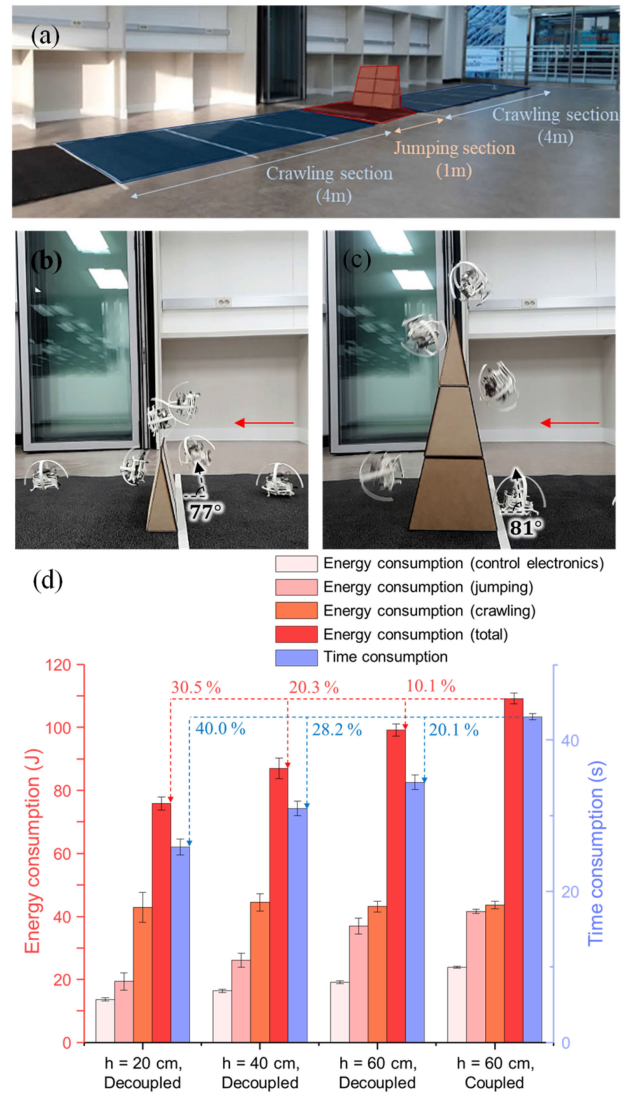 (a)
Crawling section
(4m)
Jumping section
(1m)
Crawling section
(4m)
(b)
(c)
77°
81°
(d)
Energy consumption (control electronics)
Energy consumption (jumping)
Energy consumption (crawling)
Energy consumption (total)
Time consumption
120
100
80
60
40
20
0
Energy consumption (J)
30.5 %
20.3 %
10.1 %
40.0 %
28.2 %
20.1 %
40
20
0
Time consumption (s)
h = 20 cm,
Decoupled
h = 40 cm,
Decoupled
h = 60 cm,
Decoupled
h = 60 cm,
Coupled